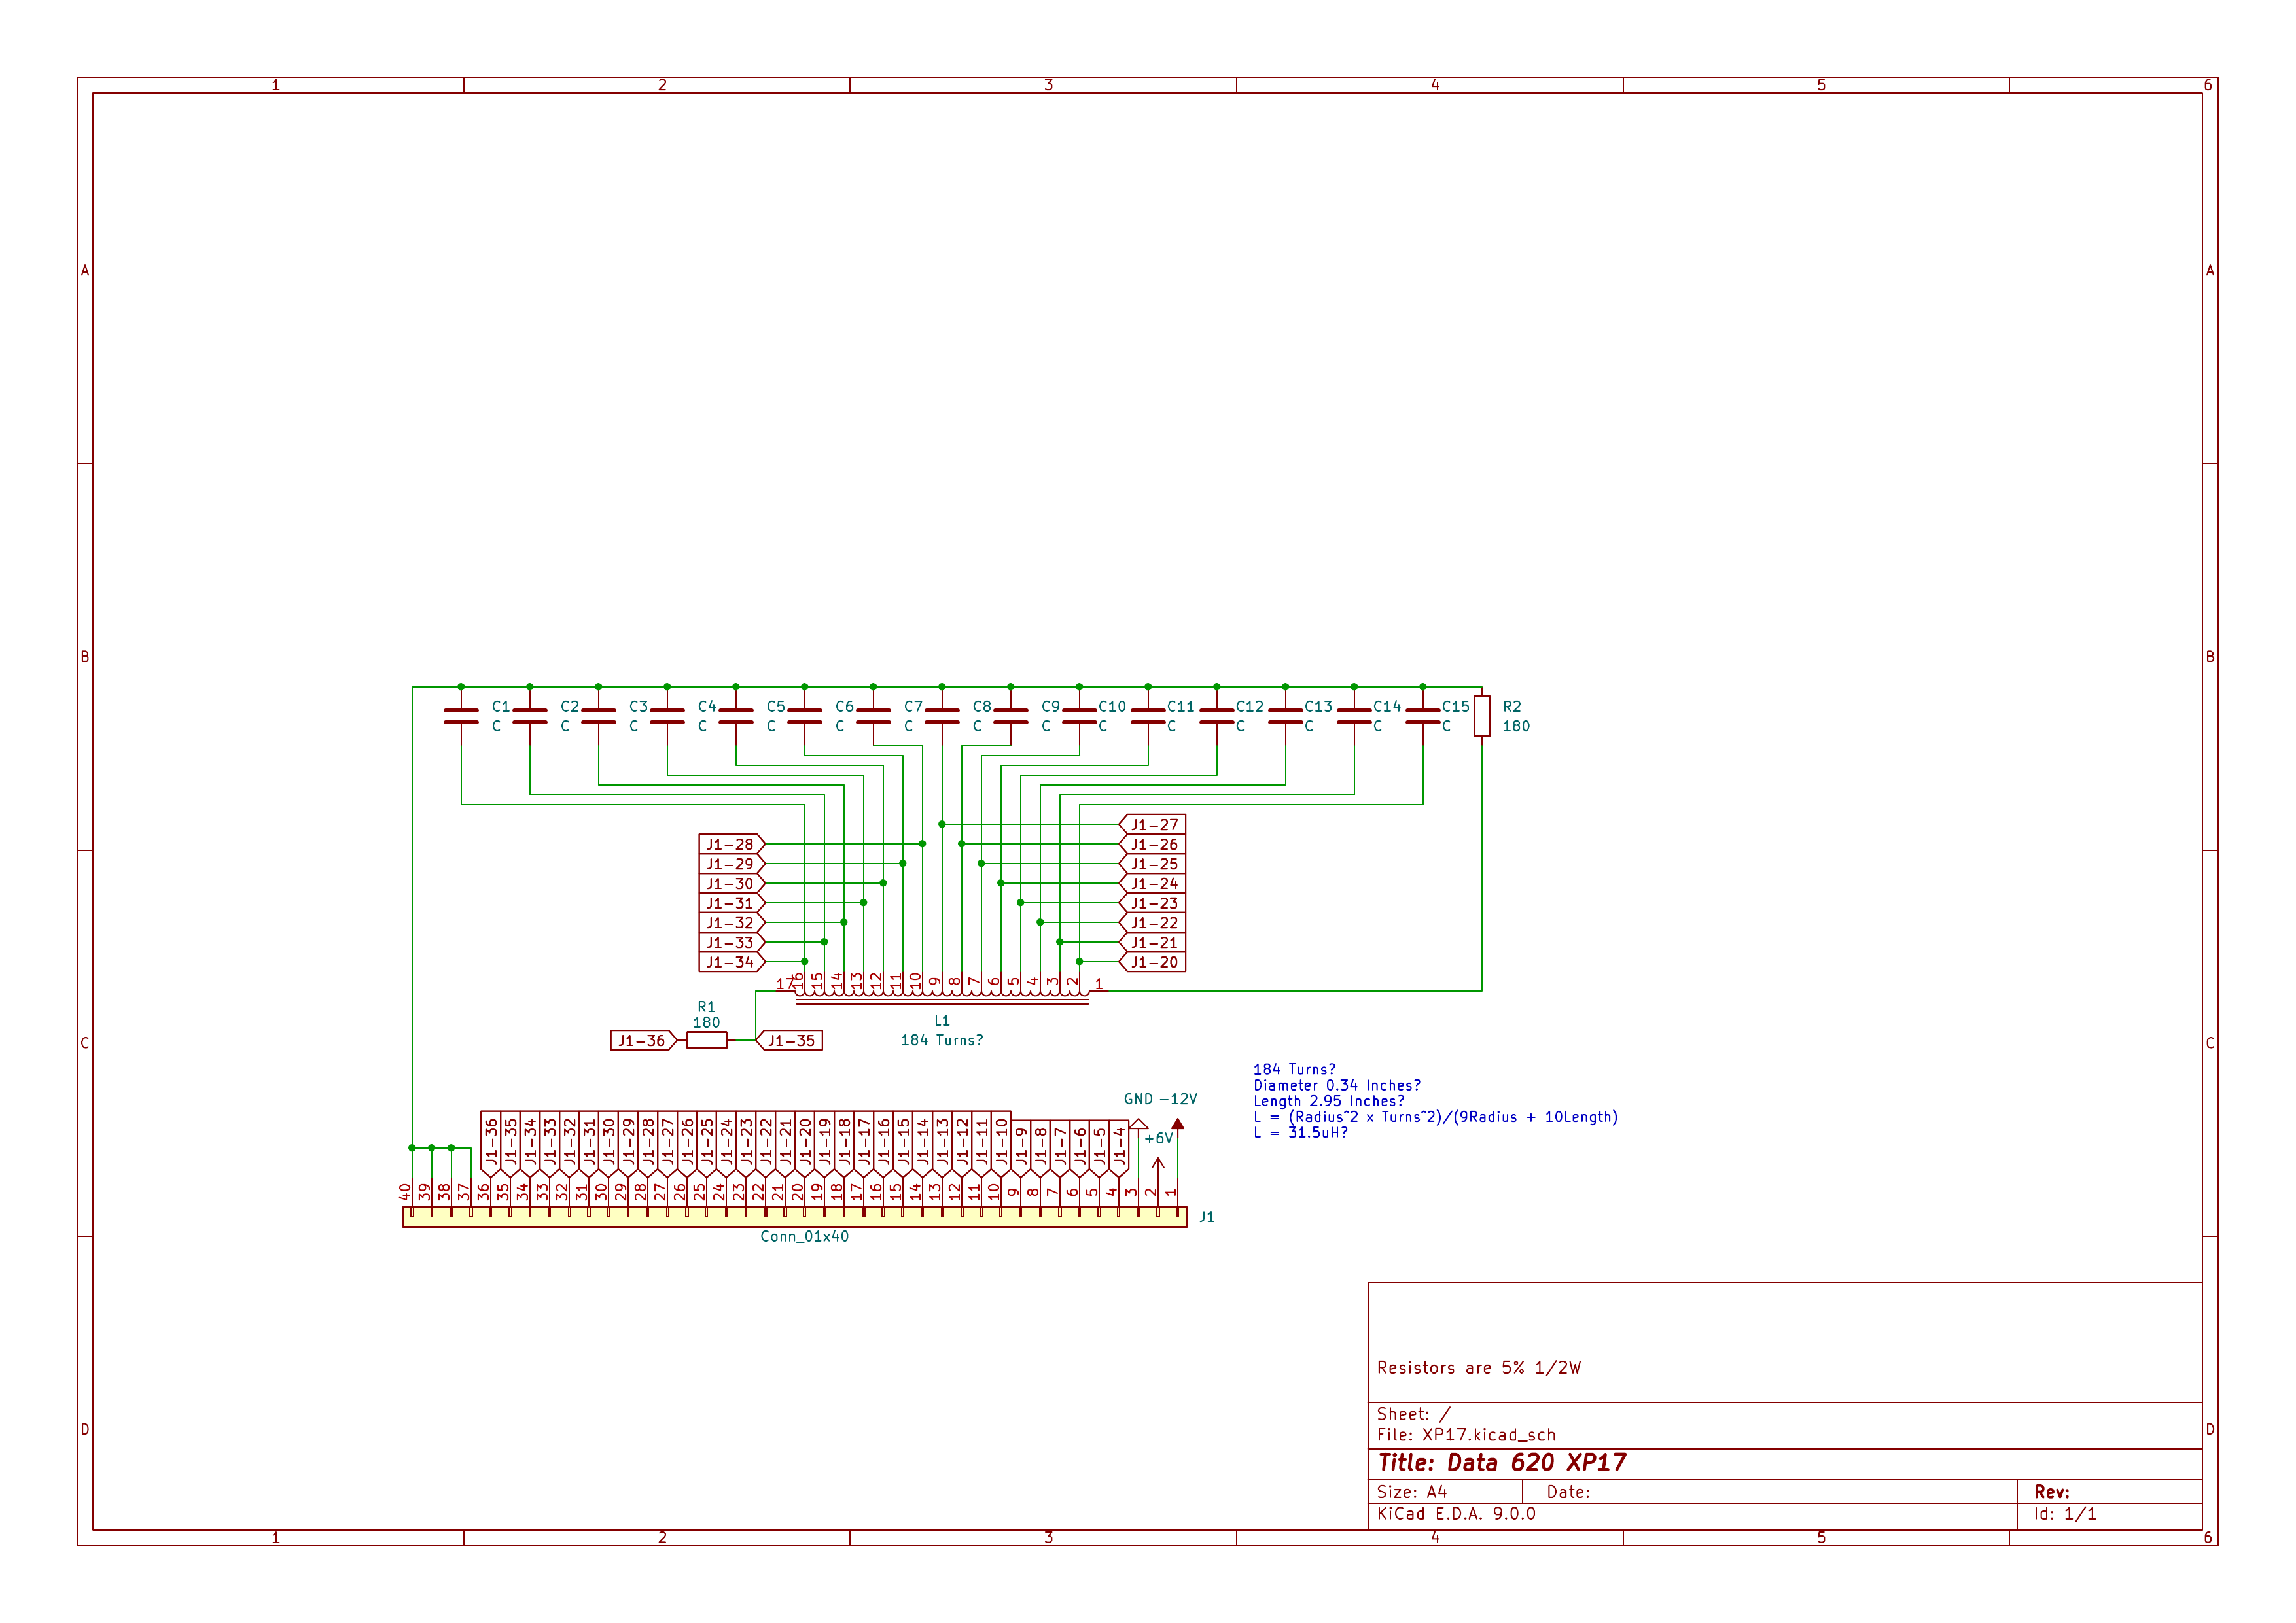 1 2 3 4 5 6
A A
B B
C C
D D
C1 C2 C3 C4 C5 C6 C7 C8 C9 C10 C11 C12 C13 C14 C15 R2
C C C C C C C C C C C C C C C 180
J1-27
J1-28 J1-26
J1-29 J1-25
J1-30 J1-24
J1-31 J1-23
J1-32 J1-22
J1-33 J1-21
J1-34 J1-20
17 16 15 14 13 12 11 10 9 8 7 6 5 4 3 2 1
R1
180
L1
184 Turns?
J1-36 J1-35
184 Turns?
Diameter 0.34 Inches?
Length 2.95 Inches?
L = (Radius^2 x Turns^2)/(9Radius + 10Length)
L = 31.5uH?
GND -12V
+6V
J1-36 J1-35 J1-34 J1-33 J1-32 J1-31 J1-30 J1-29 J1-28 J1-27 J1-26 J1-25 J1-24 J1-23 J1-22 J1-21 J1-20 J1-19 J1-18 J1-17 J1-16 J1-15 J1-14 J1-13 J1-12 J1-11 J1-10 J1-9 J1-8 J1-7 J1-6 J1-5 J1-4
40 39 38 37 36 35 34 33 32 31 30 29 28 27 26 25 24 23 22 21 20 19 18 17 16 15 14 13 12 11 10 9 8 7 6 5 4 3 2 1
J1
Conn_01x40
Resistors are 5% 1/2W
Sheet: /
File: XP17.kicad_sch
Title: Data 620 XP17
Size: A4 Date: Rev:
KiCad E.D.A. 9.0.0 Id: 1/1
1 2 3 4 5 6